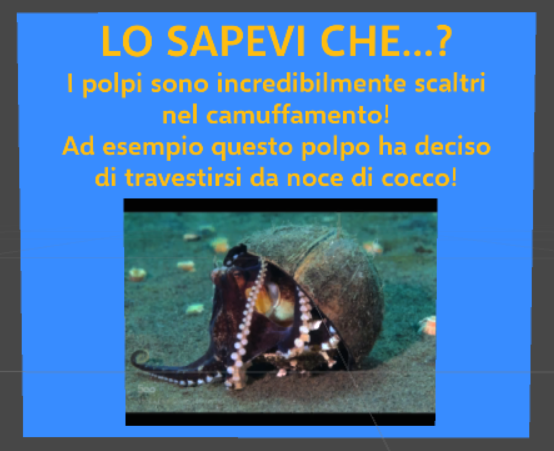 LO SAPEVI CHE...?
I polpi sono incredibilmente scaltri
nel camuffamento!
Ad esempio questo polpo ha deciso
di travestirsi da noce di cocco!